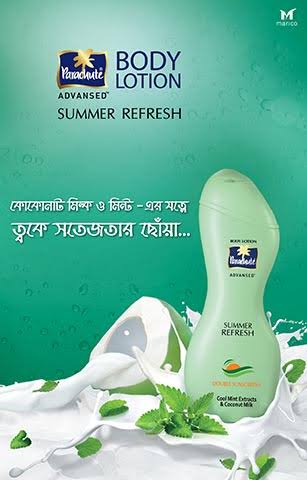 marico
Parachute
ADVANSED
BODY
LOTION
SUMMER REFRESH
কোকোনাট মিল্ক ও মিন্ট -এর যত্নে
ত্বকে সতেজতার ছোঁয়া...
BODY LOTION
Parachute
ADVANSED
SUMMER
REFRESH
DOUBLE SUNSCREEN
Cool Mint Extracts
& Coconut Milk